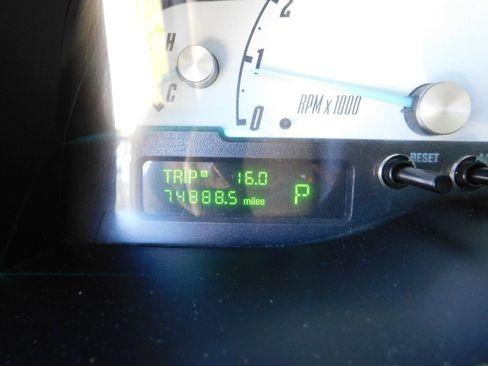 2
H
1
C
0
RPM x 1000
RESET
TRIP 16.0
74888.5 miles
P